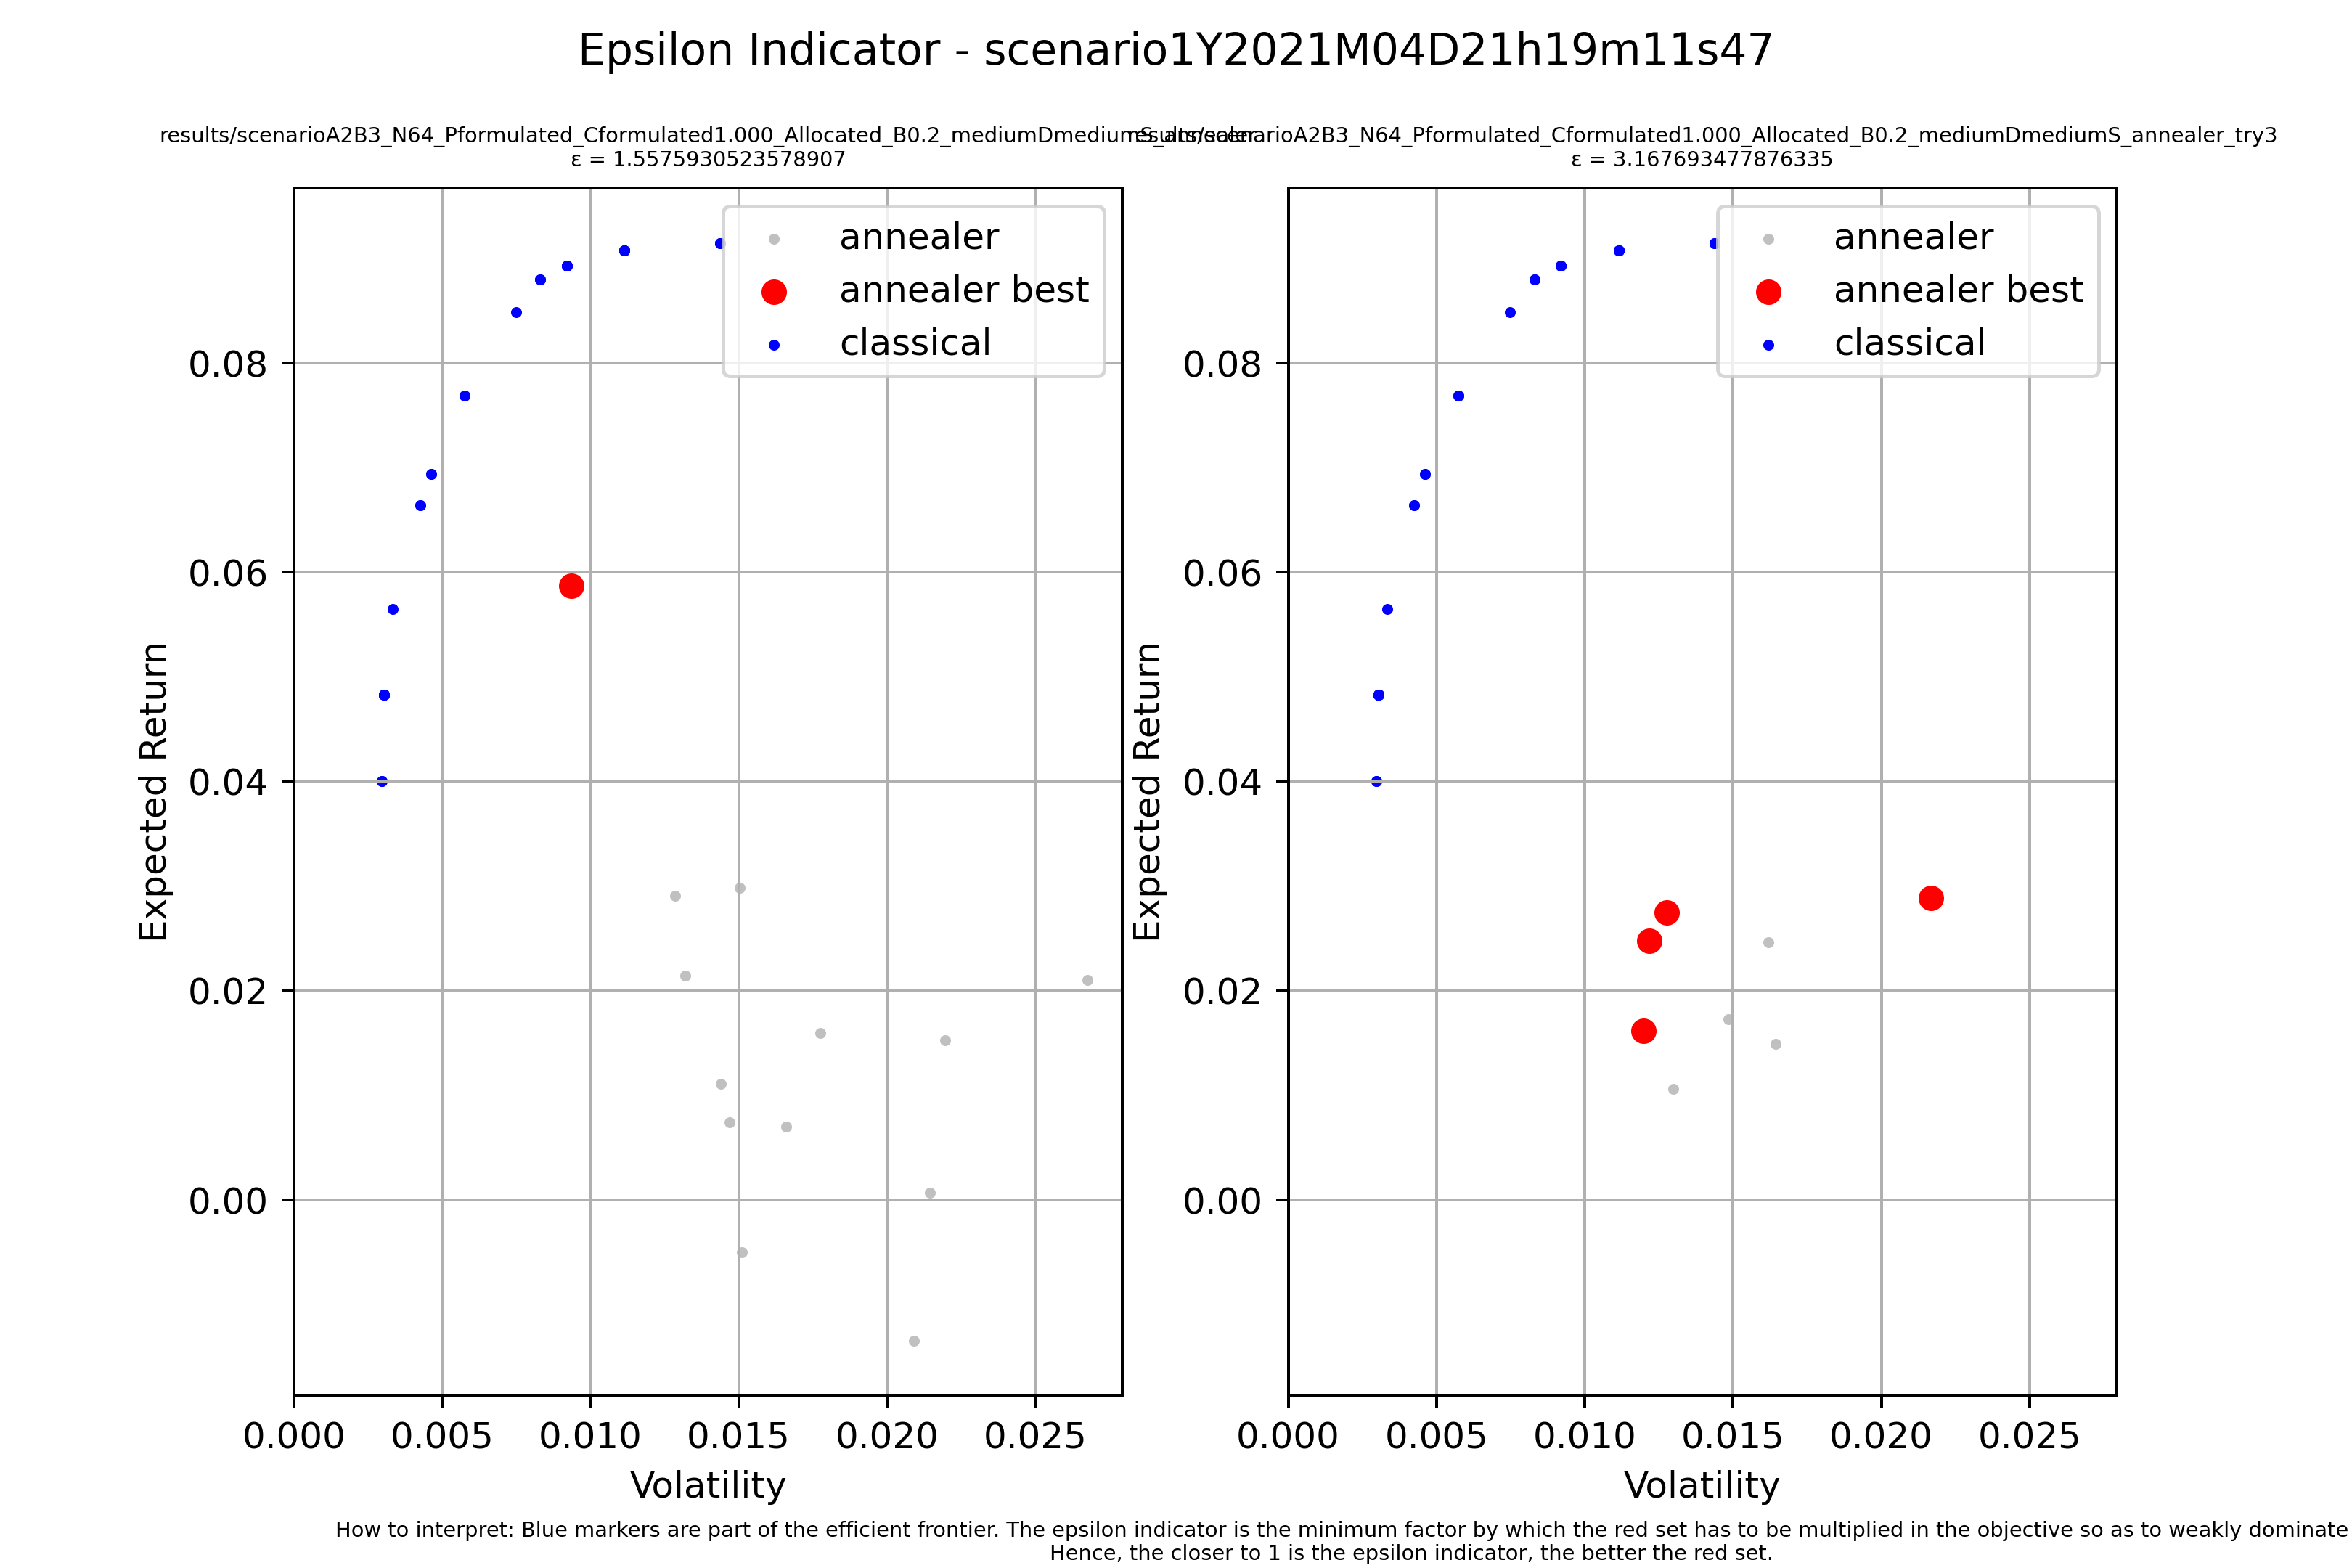 Epsilon Indicator - scenario1Y2021M04D21h19m11s47
results/scenarioA2B3_N64_Pformulated_Cformulated1.000_Allocated_B0.2_mediumDmediumS_annealer
ε = 1.5575930523578907
results/scenarioA2B3_N64_Pformulated_Cformulated1.000_Allocated_B0.2_mediumDmediumS_annealer_try3
ε = 3.167693477876335
annealer
annealer best
classical
0.08
0.06
0.04
0.02
0.00
Expected Return
0.000 0.005 0.010 0.015 0.020 0.025
Volatility
annealer
annealer best
classical
0.08
0.06
0.04
0.02
0.00
Expected Return
0.000 0.005 0.010 0.015 0.020 0.025
Volatility
How to interpret: Blue markers are part of the efficient frontier. The epsilon indicator is the minimum factor by which the red set has to be multiplied in the objective so as to weakly dominate
Hence, the closer to 1 is the epsilon indicator, the better the red set.